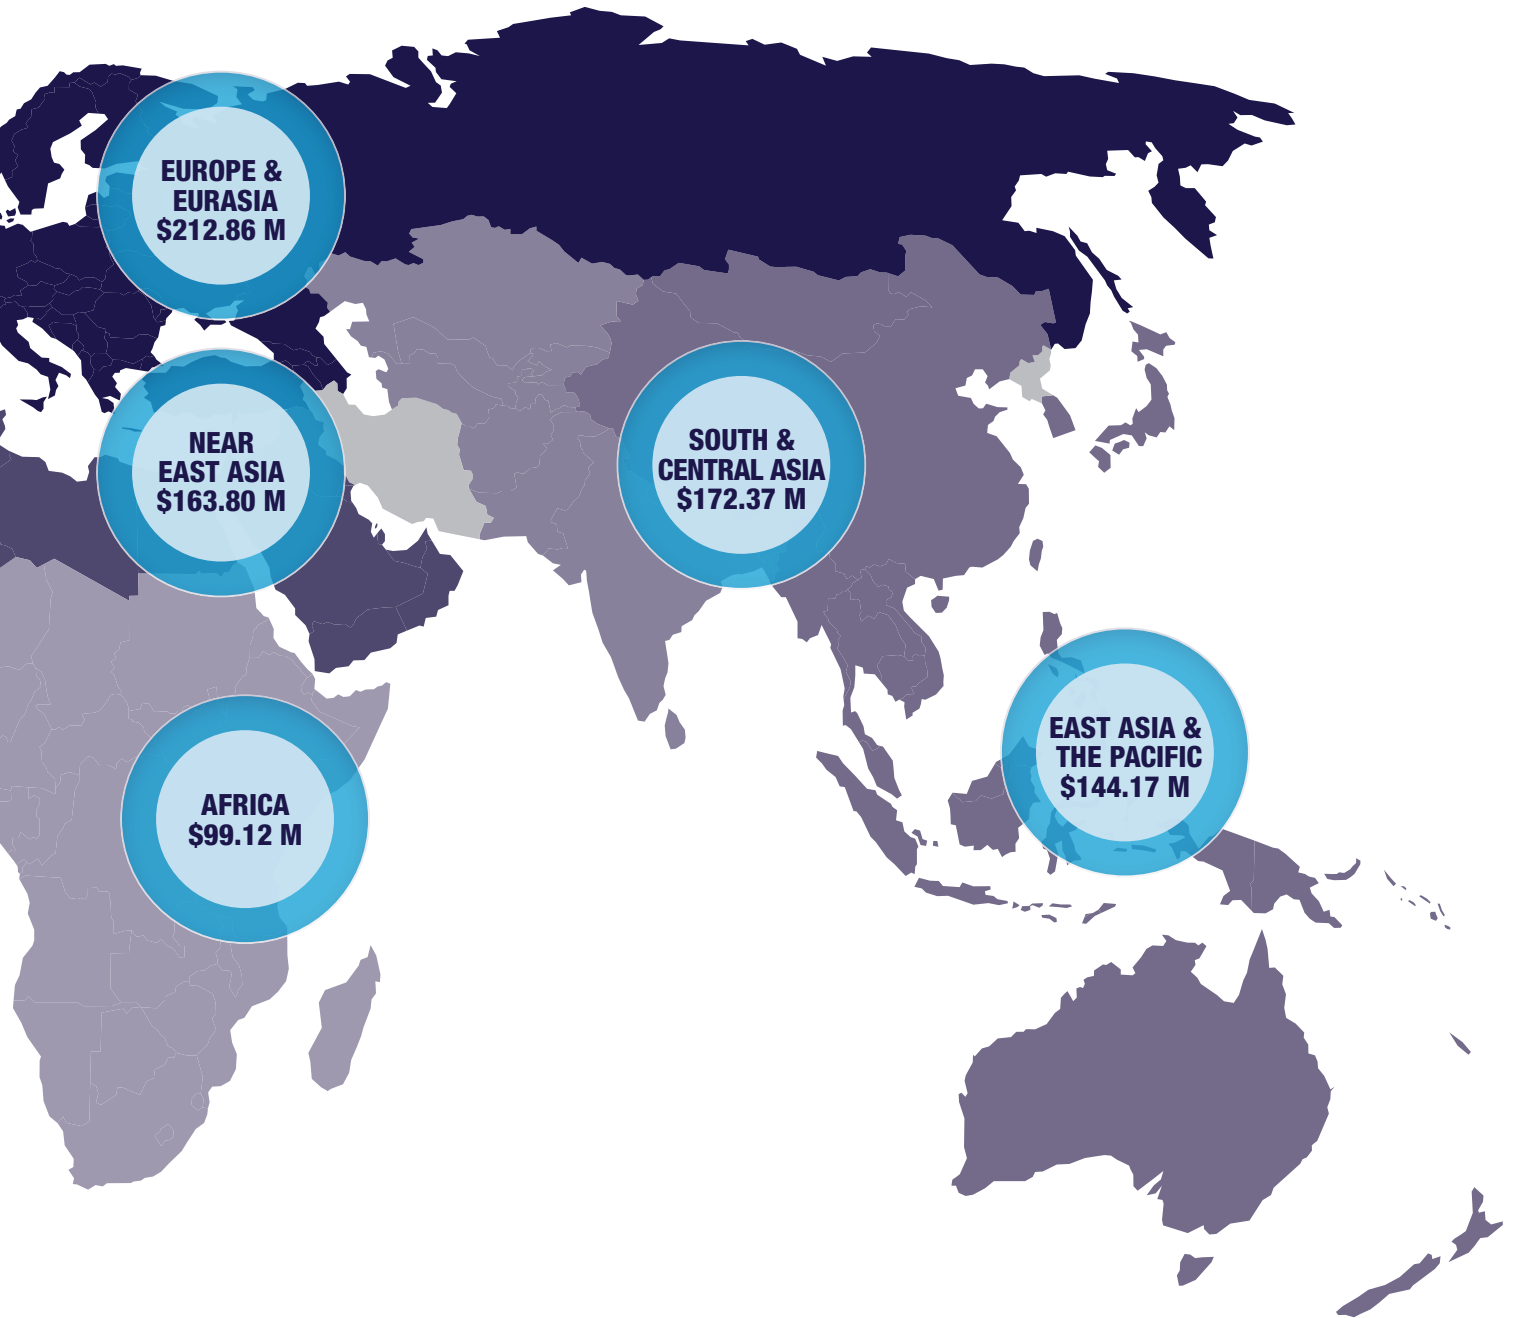 EUROPE &
EURASIA
$212.86 M
NEAR
EAST ASIA
$163.80 M
SOUTH &
CENTRAL ASIA
$172.37 M
EAST ASIA &
THE PACIFIC
$144.17 M
AFRICA
$99.12 M